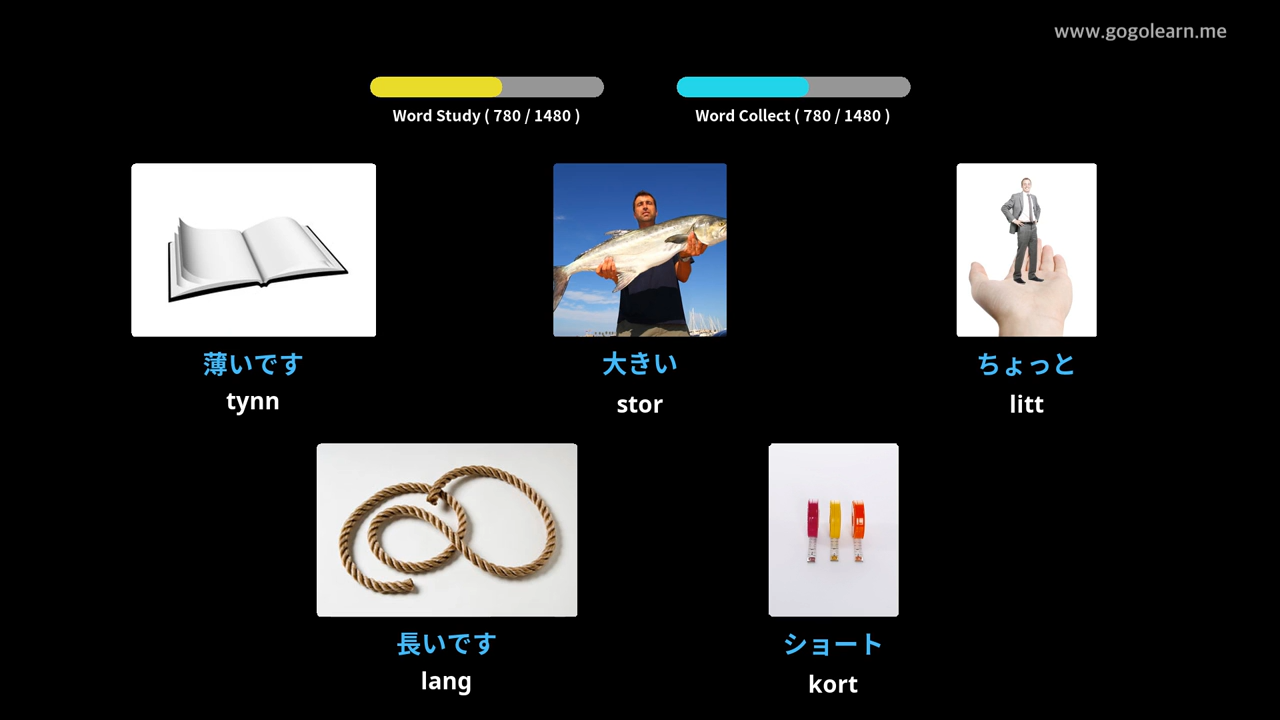 www.gogolearn.me
Word Study ( 780 / 1480 )
Word Collect ( 780 / 1480 )
薄いです
tynn
大きい
stor
ちょっと
litt
長いです
lang
ショート
kort